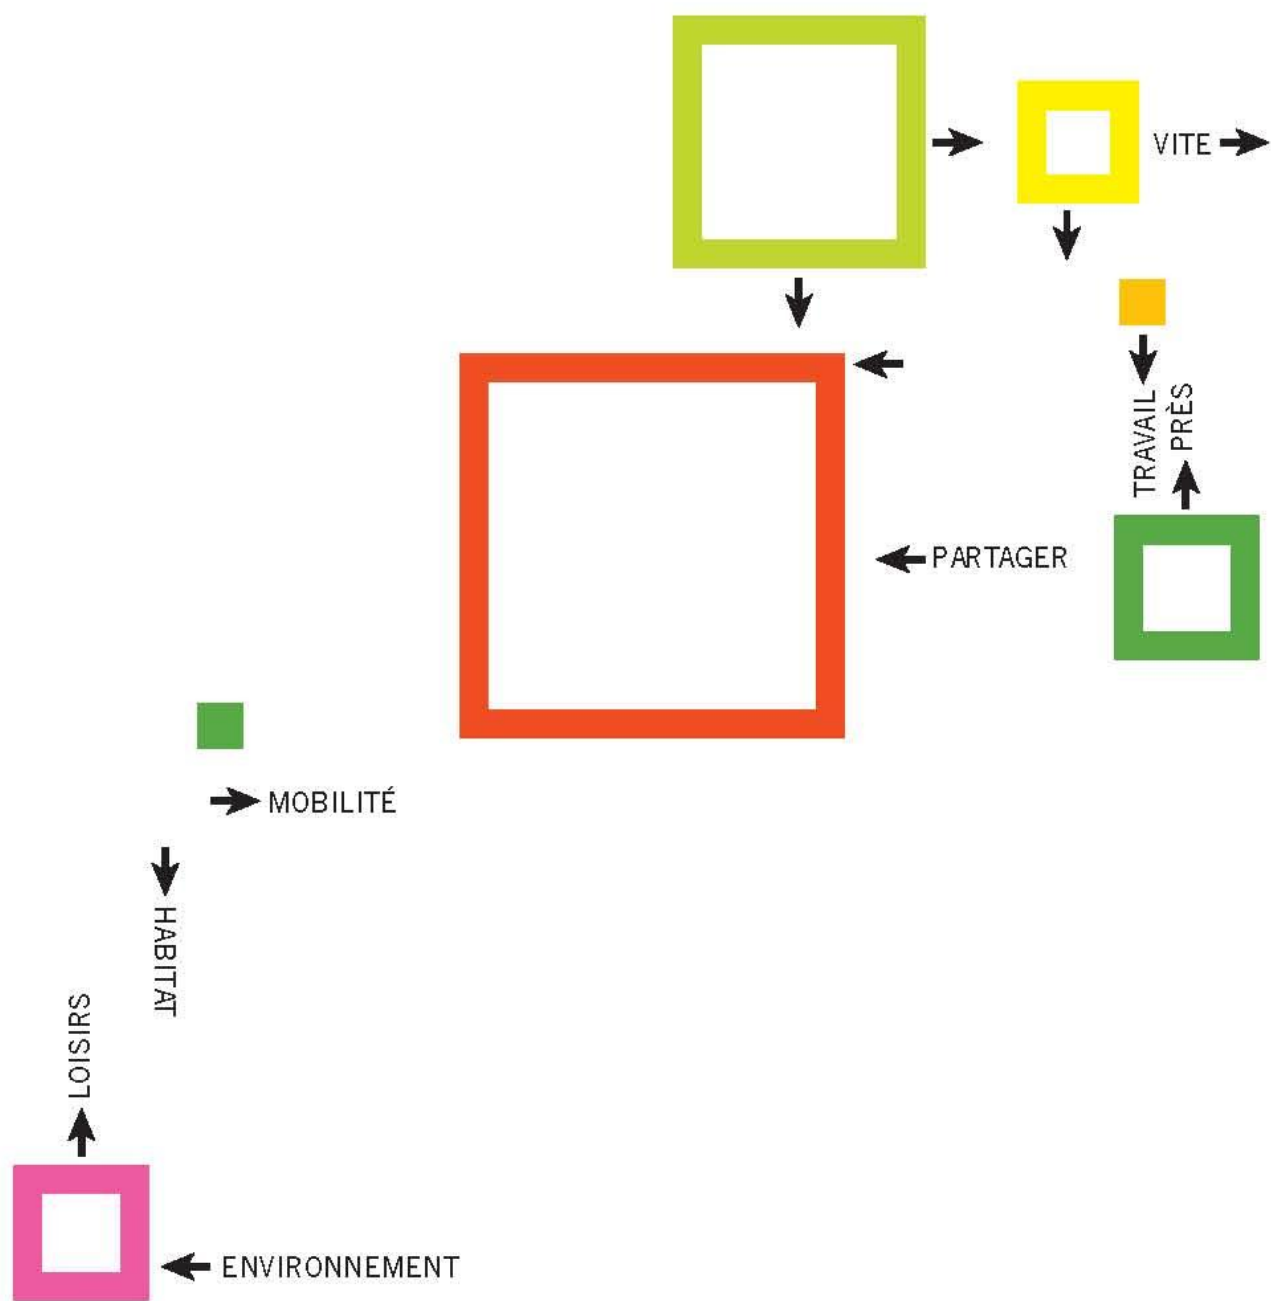 VITE
TRAVAIL
PRÈS
PARTAGER
MOBILITÉ
HABITAT
LOISIRS
ENVIRONNEMENT